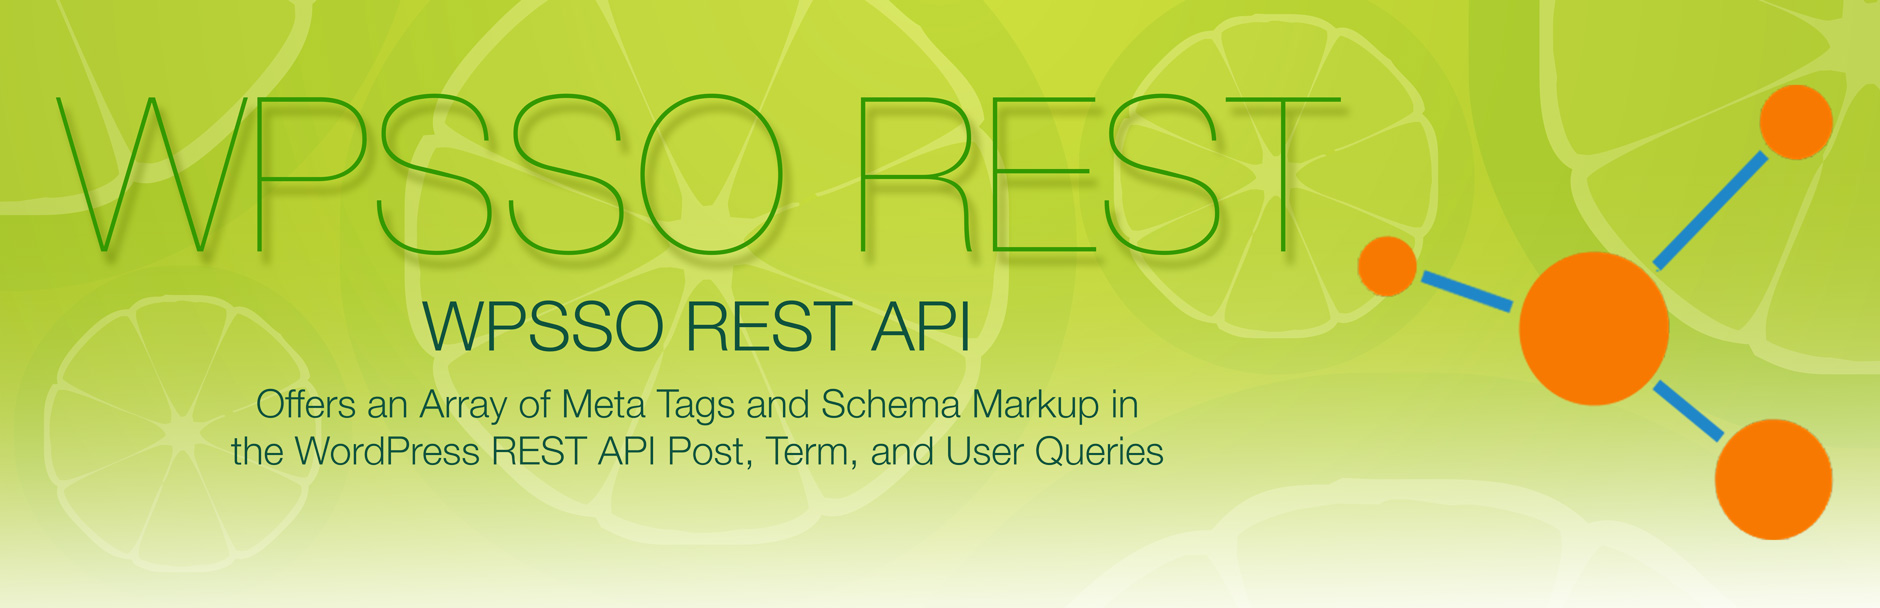 WPSSO REST
WPSSO REST API
Offers an Array of Meta Tags and Schema Markup in
the WordPress REST API Post, Term, and User Queries